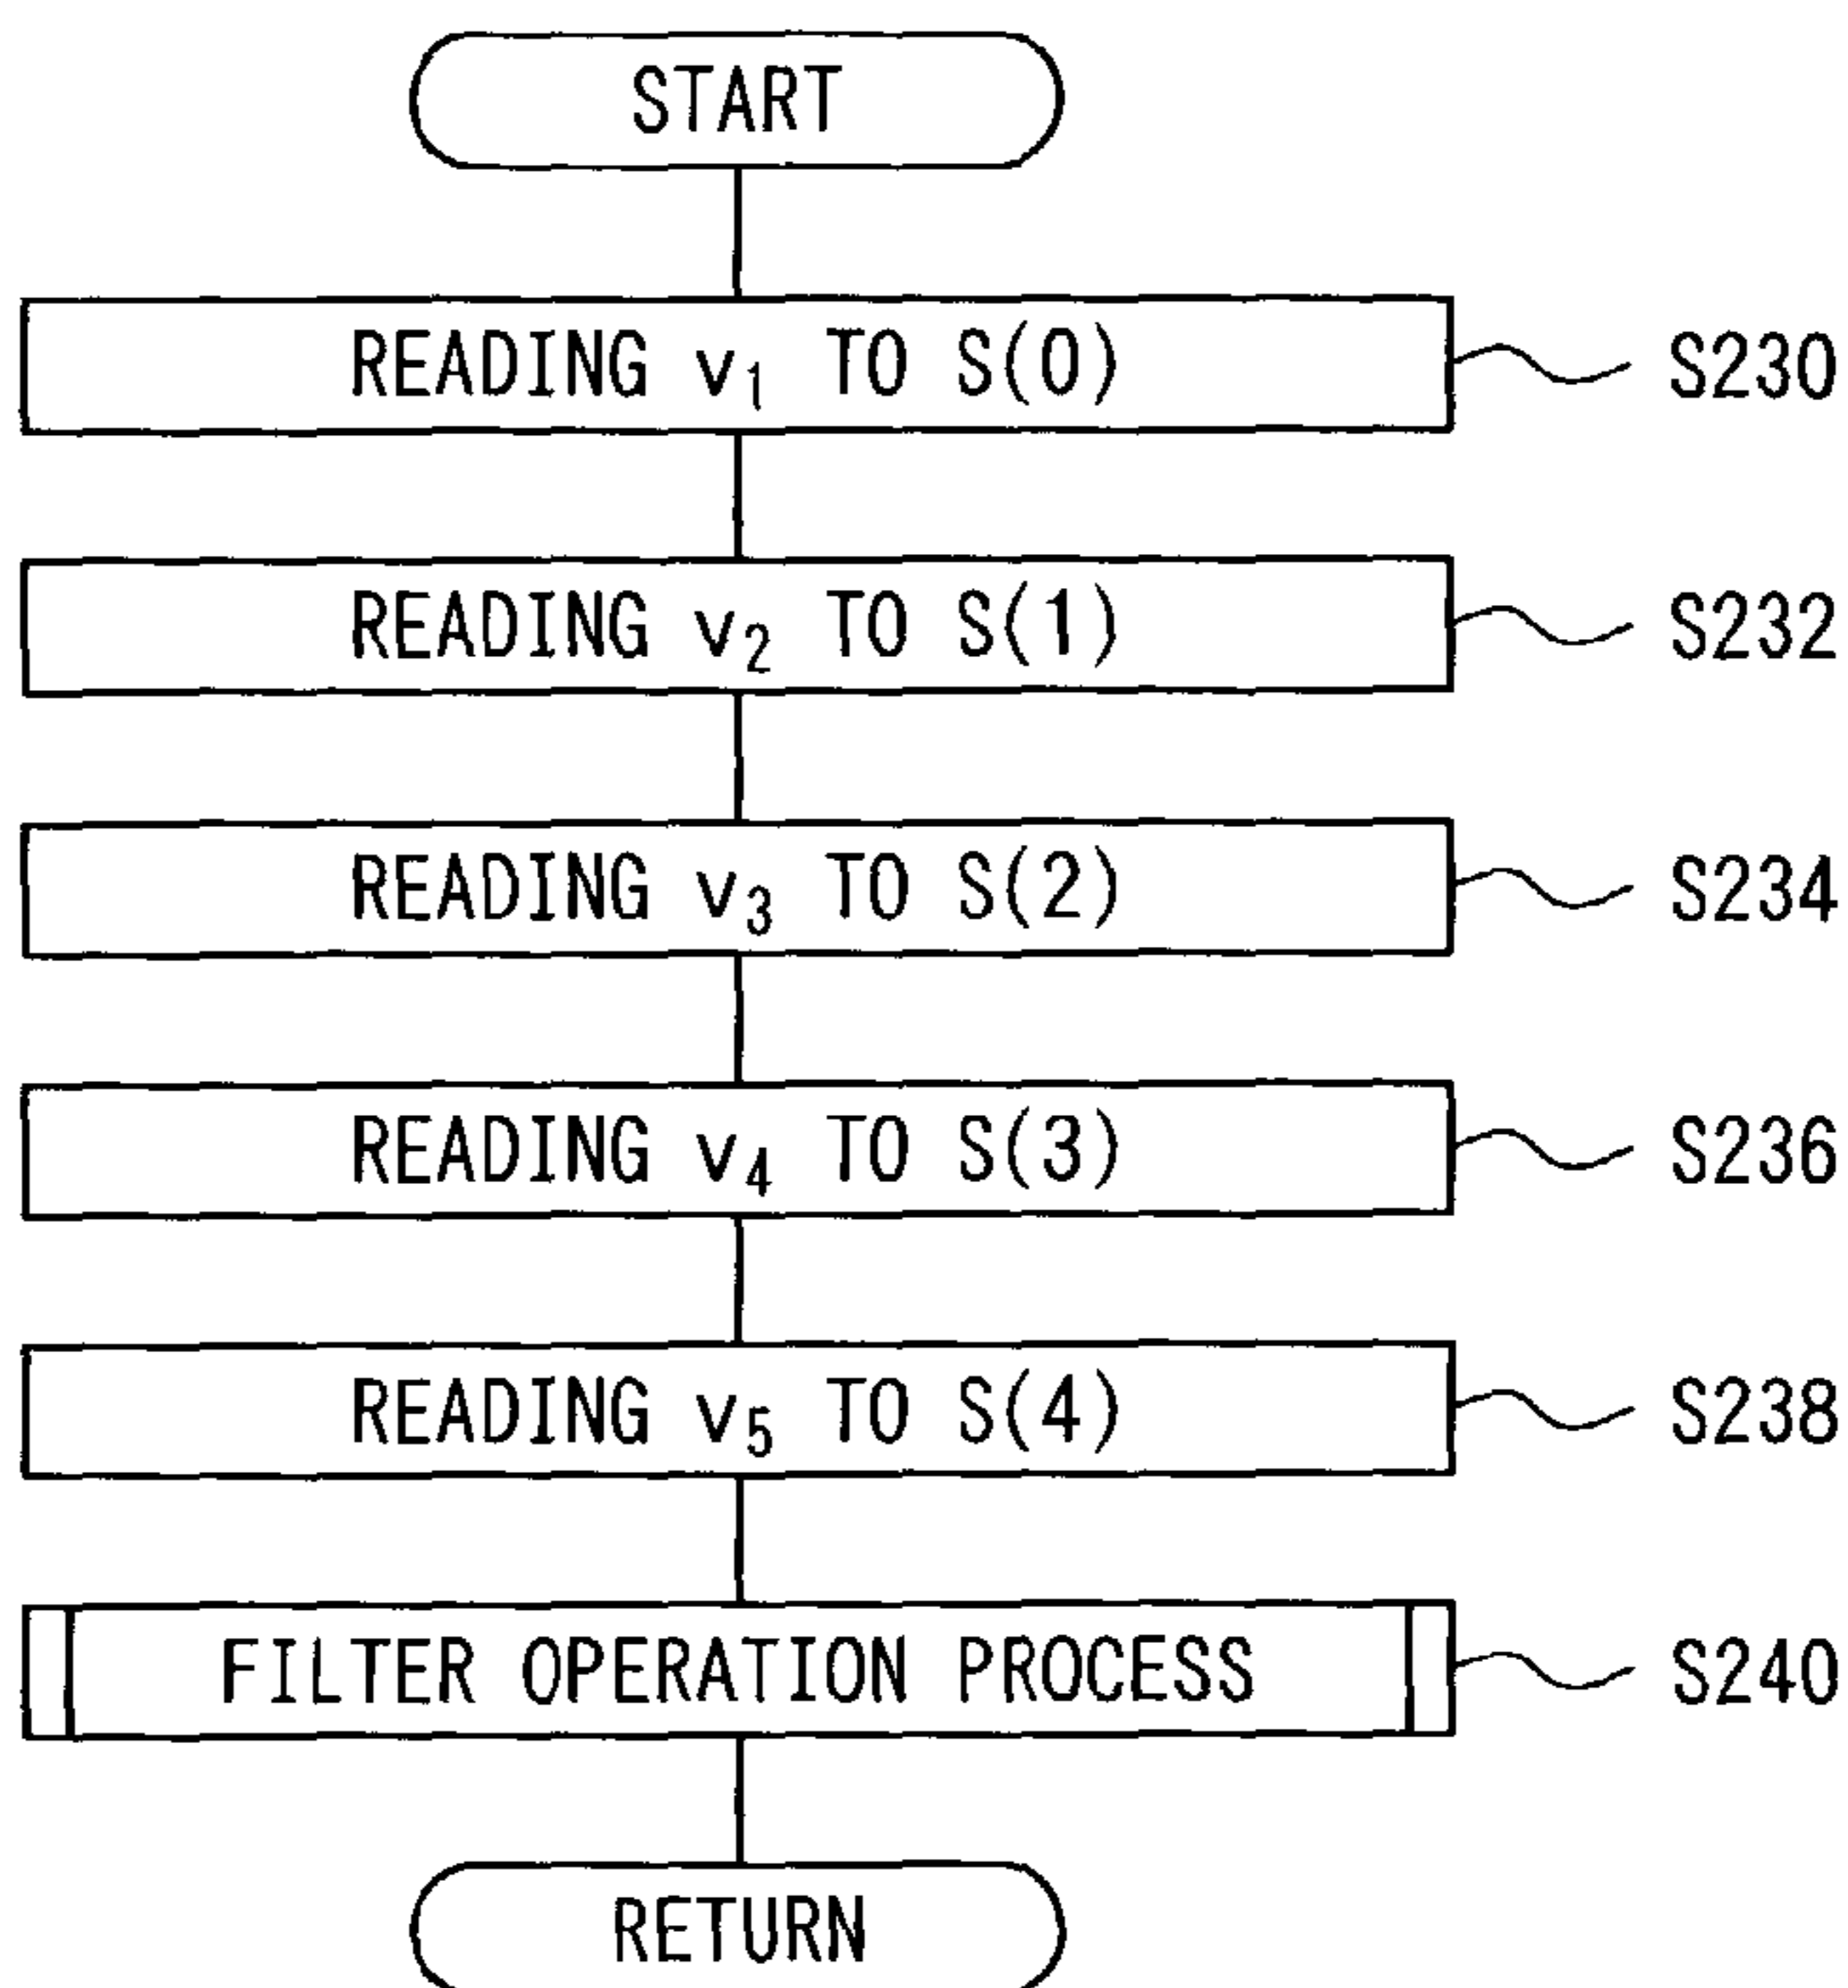 START
READING v₁ TO S(0) S230
READING v₂ TO S(1) S232
READING v₃ TO S(2) S234
READING v₄ TO S(3) S236
READING v₅ TO S(4) S238
FILTER OPERATION PROCESS S240
RETURN